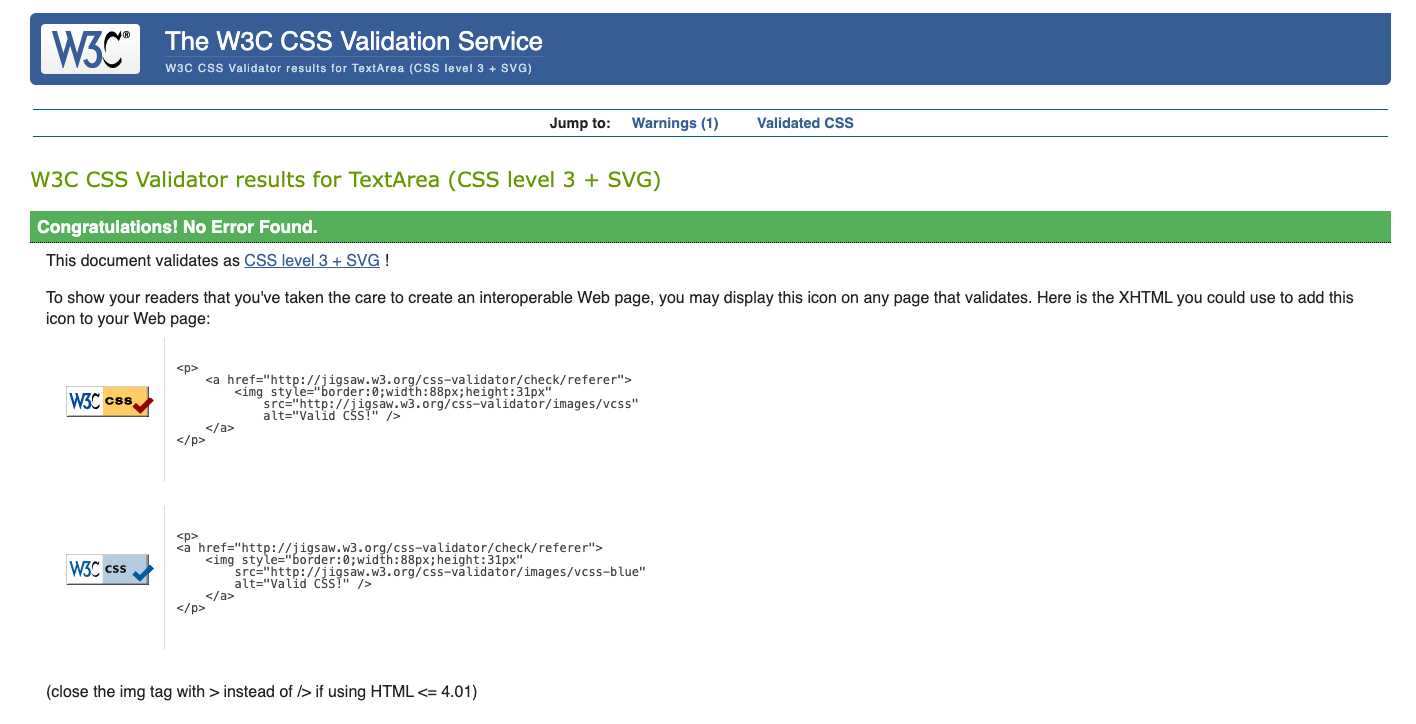 W3C®
The W3C CSS Validation Service
W3C CSS Validator results for TextArea (CSS level 3 + SVG)
Jump to: Warnings (1) Validated CSS
W3C CSS Validator results for TextArea (CSS level 3 + SVG)
Congratulations! No Error Found.
This document validates as CSS level 3 + SVG !
To show your readers that you've taken the care to create an interoperable Web page, you may display this icon on any page that validates. Here is the XHTML you could use to add this
icon to your Web page:
W3C css
<p>
    <a href="http://jigsaw.w3.org/css-validator/check/referer">
        <img style="border:0;width:88px;height:31px"
            src="http://jigsaw.w3.org/css-validator/images/vcss"
            alt="Valid CSS!" />
    </a>
</p>
W3C css
<p>
<a href="http://jigsaw.w3.org/css-validator/check/referer">
    <img style="border:0;width:88px;height:31px"
        src="http://jigsaw.w3.org/css-validator/images/vcss-blue"
        alt="Valid CSS!" />
    </a>
</p>
(close the img tag with > instead of /> if using HTML <= 4.01)